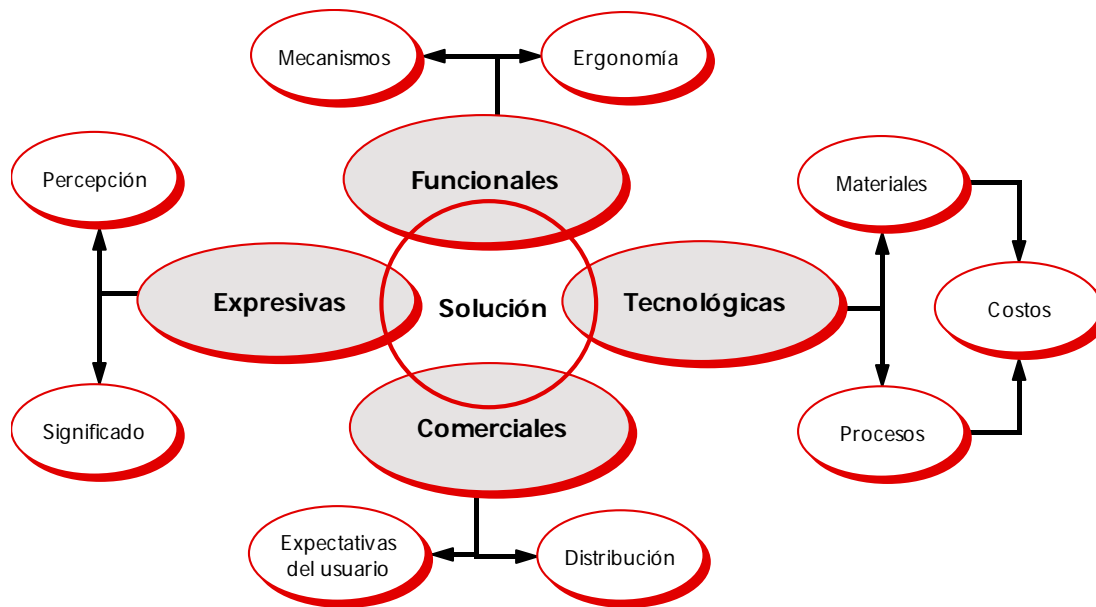 Mecanismos
Ergonomía
Funcionales
Percepción
Materiales
Expresivas
Solución
Tecnológicas
Costos
Significado
Comerciales
Procesos
Expectativas
del usuario
Distribución